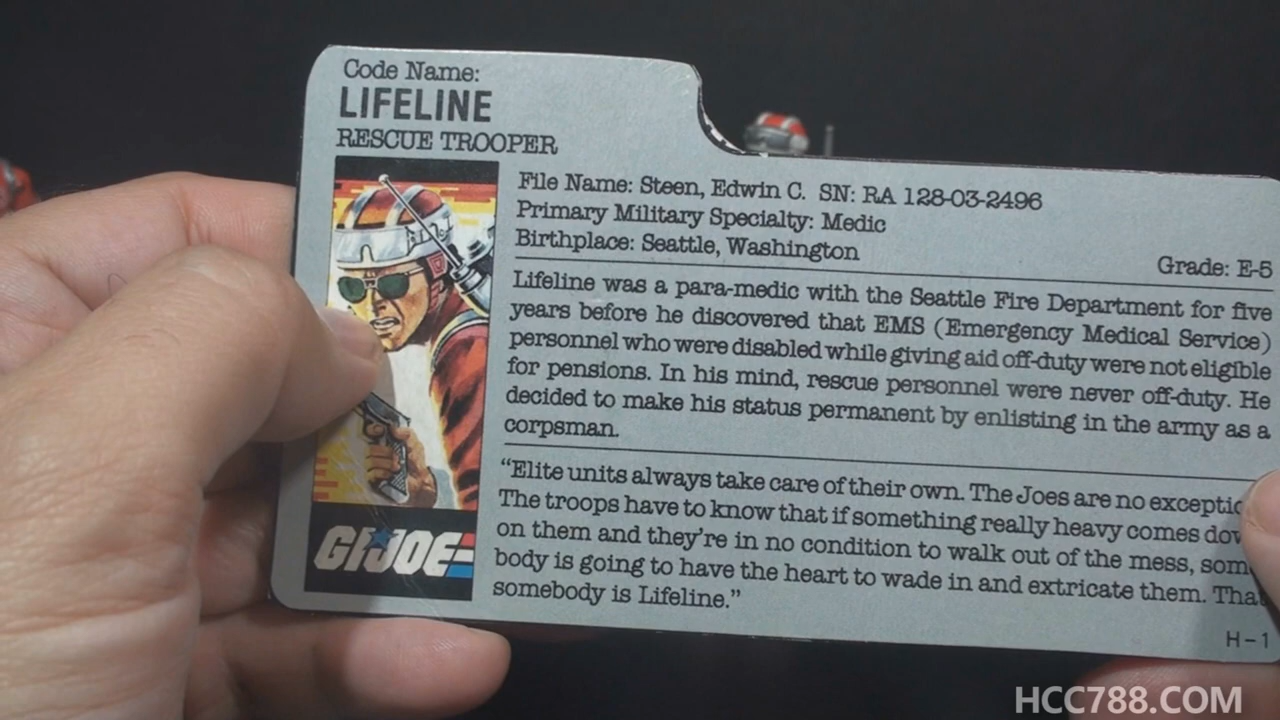 Code Name:
LIFELINE
RESCUE TROOPER
File Name: Steen, Edwin C. SN: RA 128-03-2496
Primary Military Specialty: Medic
Birthplace: Seattle, Washington
Grade: E-5
Lifeline was a para-medic with the Seattle Fire Department for five
years before he discovered that EMS (Emergency Medical Service)
personnel who were disabled while giving aid off-duty were not eligible
for pensions. In his mind, rescue personnel were never off-duty. He
decided to make his status permanent by enlisting in the army as a
corpsman.
"Elite units always take care of their own. The Joes are no exceptio
The troops have to know that if something really heavy comes dow
on them and they're in no condition to walk out of the mess, som
body is going to have the heart to wade in and extricate them. Tha
somebody is Lifeline."
GI JOE
H-1
HCC788.COM